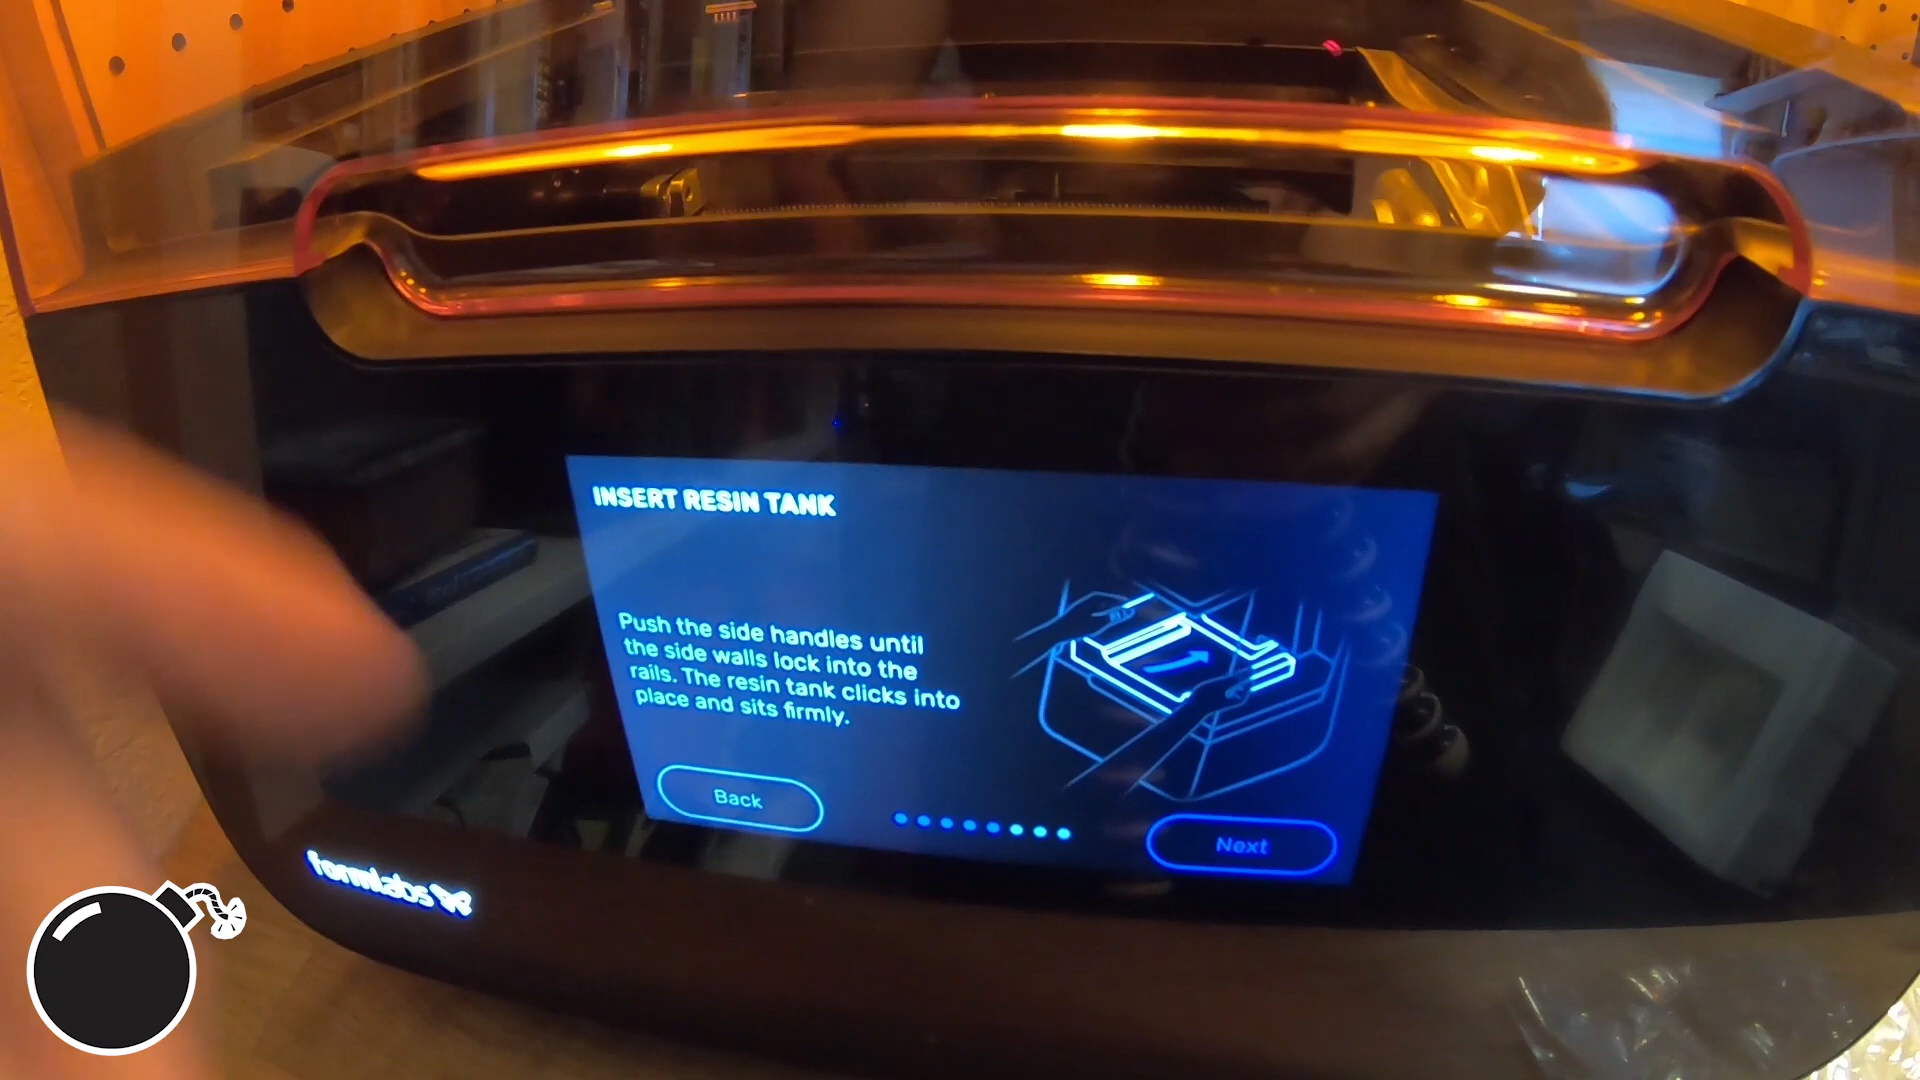 INSERT RESIN TANK
Push the side handles until
the side walls lock into the
rails. The resin tank clicks into
place and sits firmly.
Back
Next
formlabs